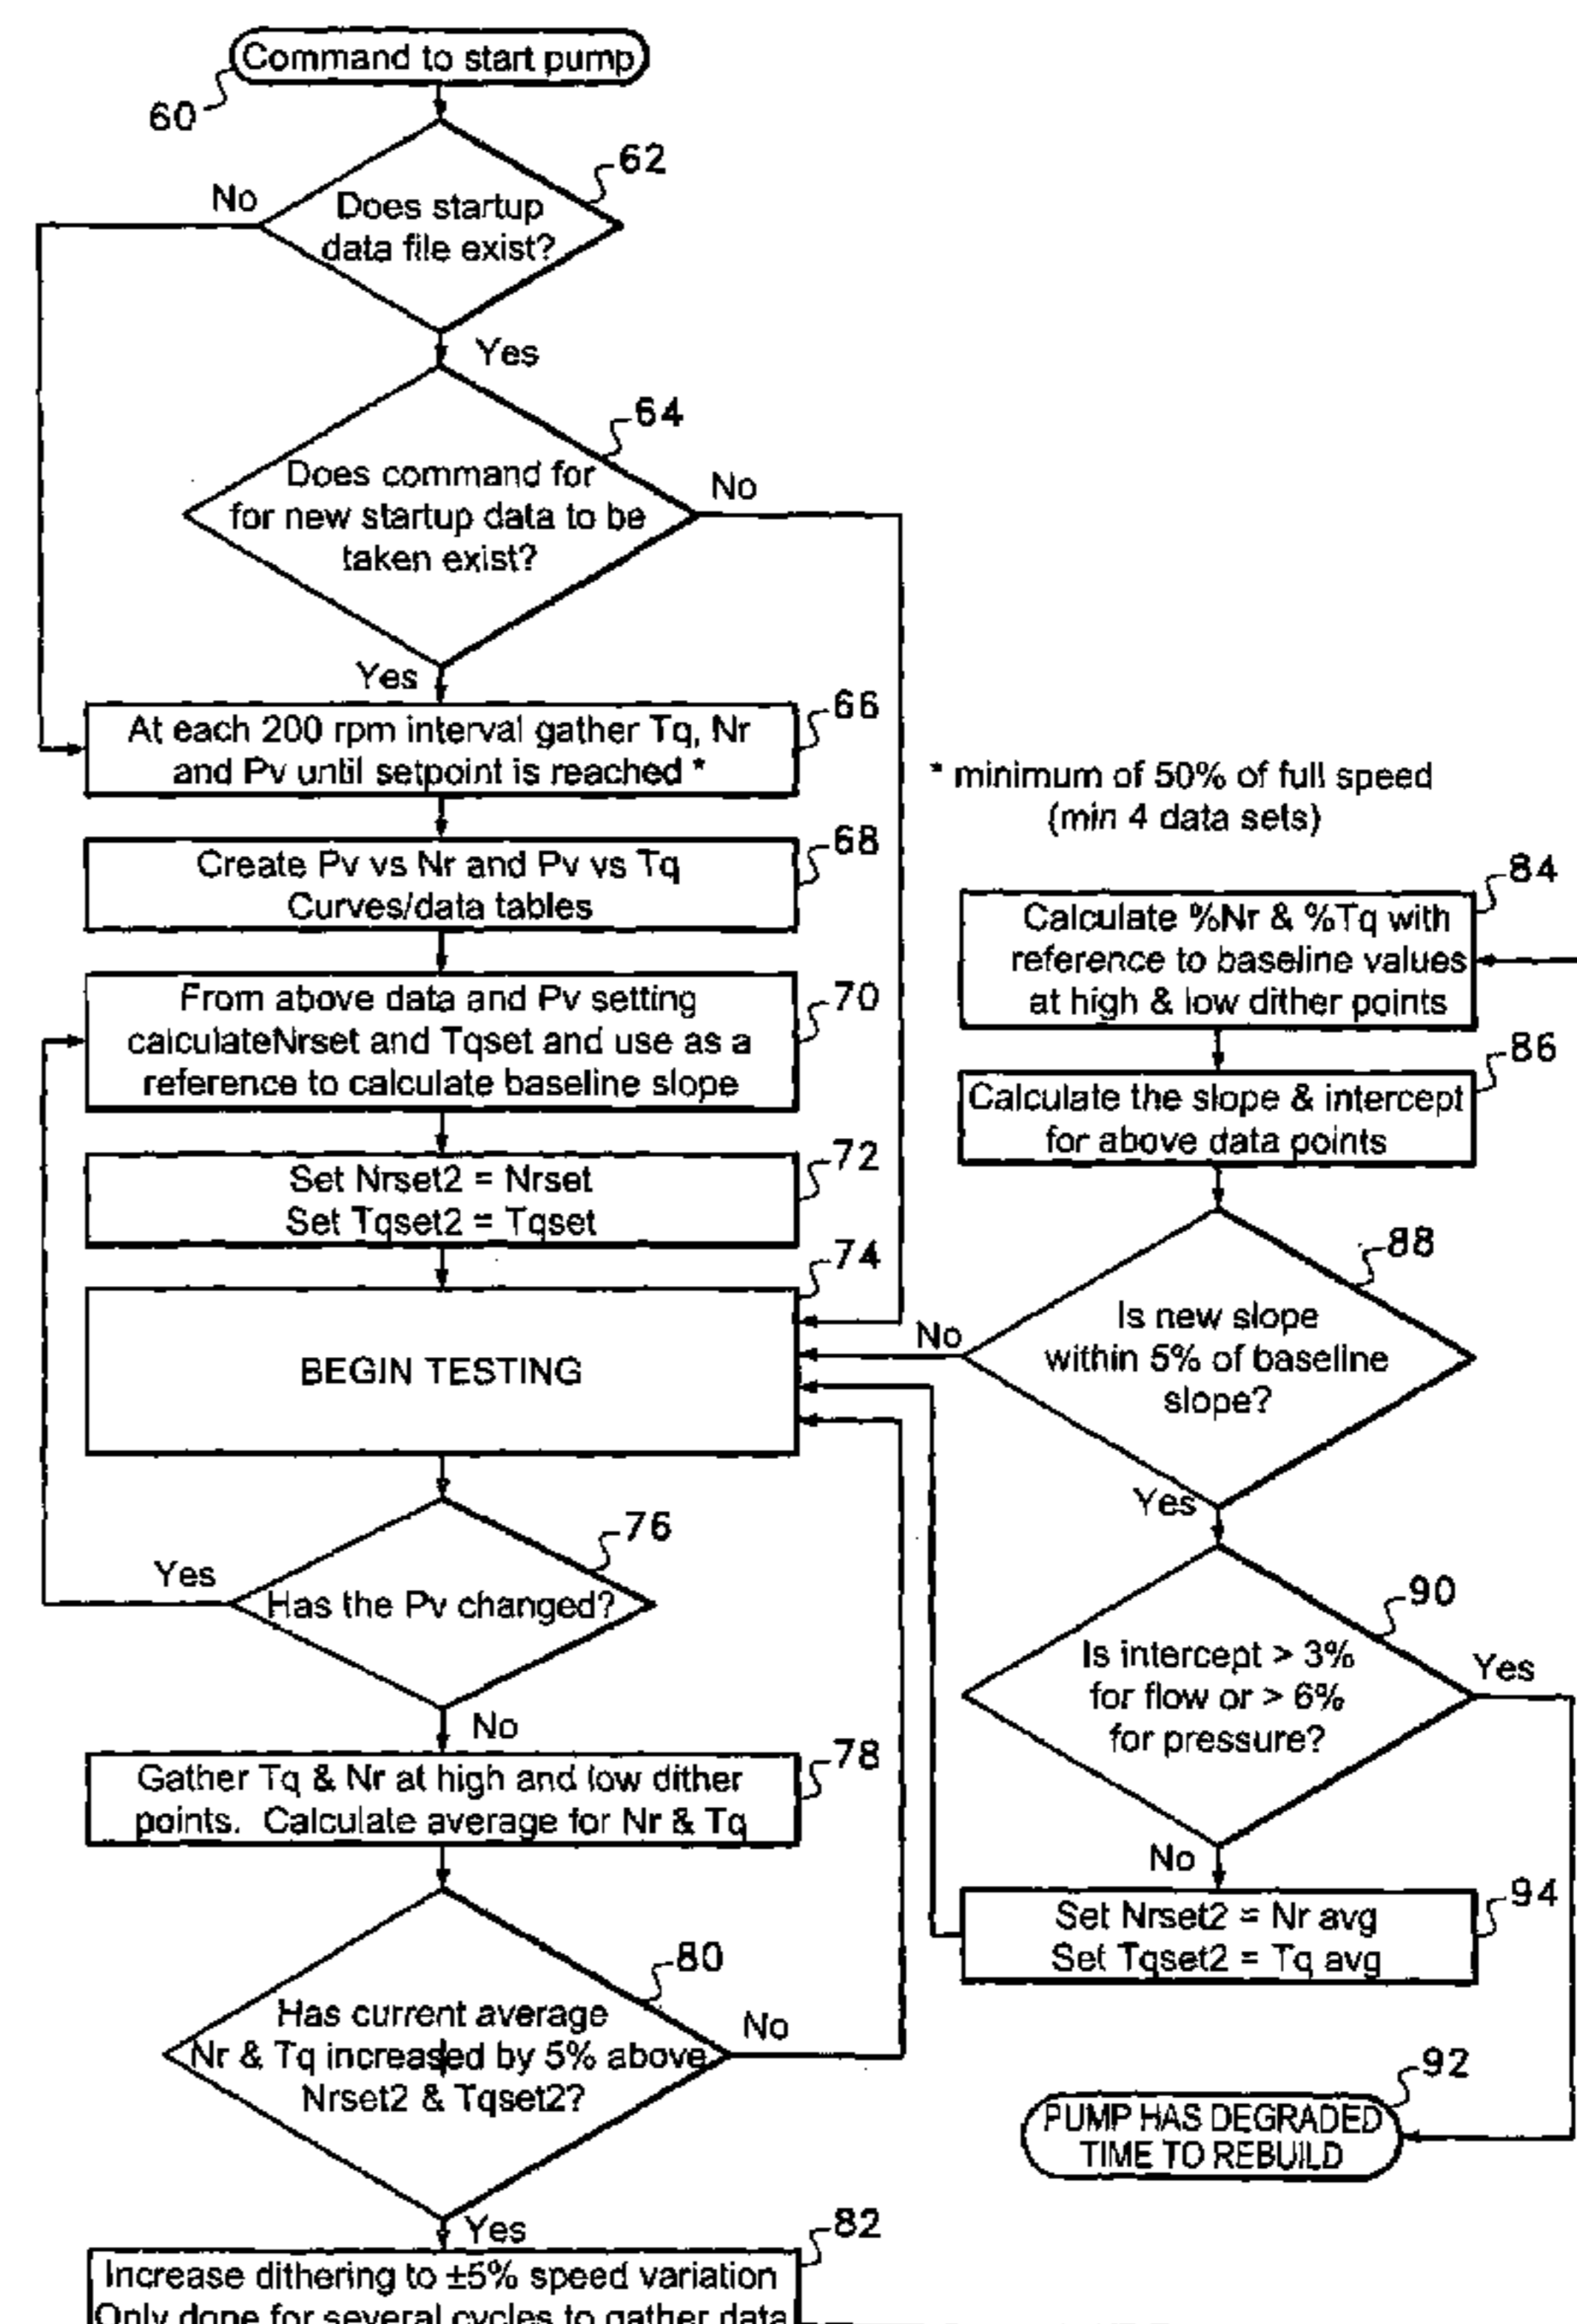 Command to start pump
60
62
No
Does startup
data file exist?
Yes
64
Does command for
for new startup data to be
taken exist?
No
Yes
66
At each 200 rpm interval gather Tq, Nr
and Pv until setpoint is reached *
* minimum of 50% of full speed
(min 4 data sets)
68
Create Pv vs Nr and Pv vs Tq
Curves/data tables
70
From above data and Pv setting
calculateNrset and Tqset and use as a
reference to calculate baseline slope
72
Set Nrset2 = Nrset
Set Tqset2 = Tqset
74
BEGIN TESTING
76
Yes
Has the Pv changed?
No
78
Gather Tq & Nr at high and low dither
points. Calculate average for Nr & Tq
80
Has current average
Nr & Tq increased by 5% above
Nrset2 & Tqset2?
No
Yes
82
Increase dithering to ±5% speed variation
Only done for several cycles to gather data
84
Calculate %Nr & %Tq with
reference to baseline values
at high & low dither points
86
Calculate the slope & intercept
for above data points
88
No
Is new slope
within 5% of baseline
slope?
Yes
90
Is intercept > 3%
for flow or > 6%
for pressure?
Yes
No
94
Set Nrset2 = Nr avg
Set Tqset2 = Tq avg
92
PUMP HAS DEGRADED
TIME TO REBUILD